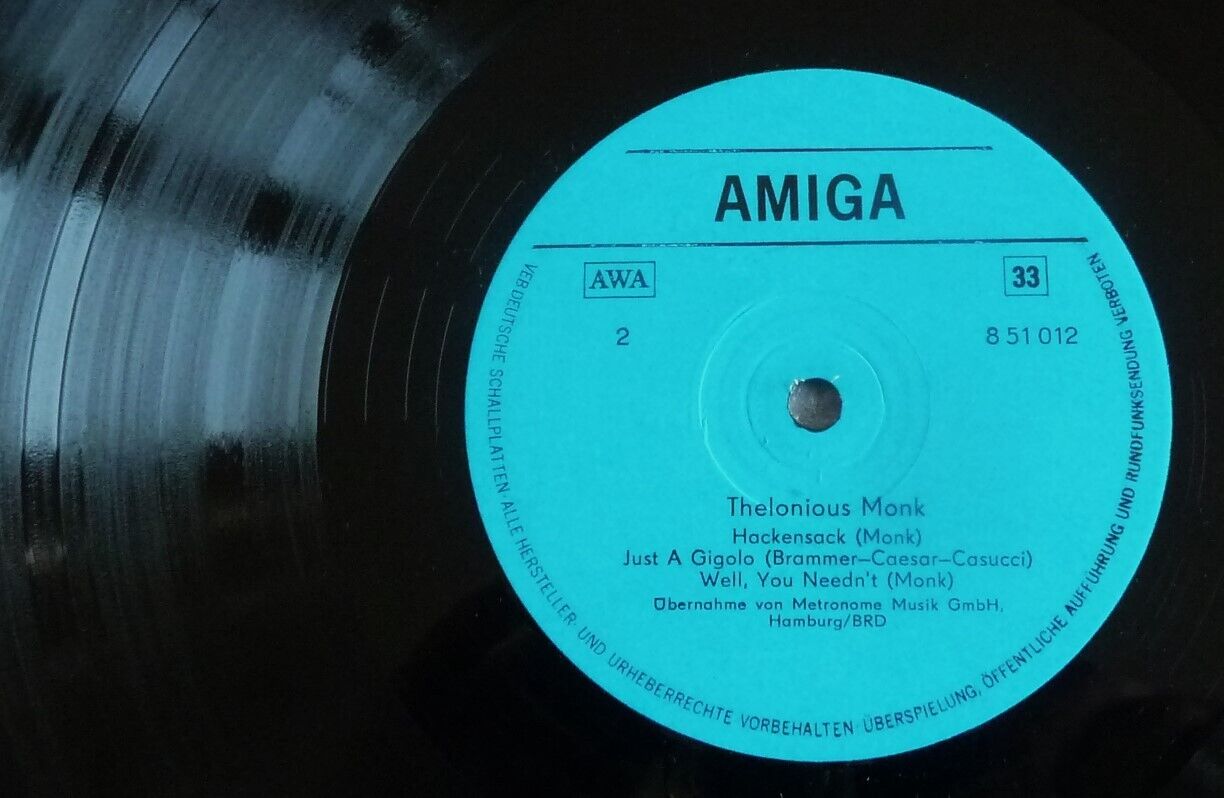 AMIGA
AWA
33
2
8 51 012
Thelonious Monk
Hackensack (Monk)
Just A Gigolo (Brammer–Caesar–Casucci)
Well, You Needn't (Monk)
Übernahme von Metronome Musik GmbH,
Hamburg/BRD
VEB DEUTSCHE SCHALLPLATTEN · ALLE HERSTELLER- UND URHEBERRECHTE VORBEHALTEN · ÜBERSPIELUNG, ÖFFENTLICHE AUFFÜHRUNG UND RUNDFUNKSENDUNG VERBOTEN